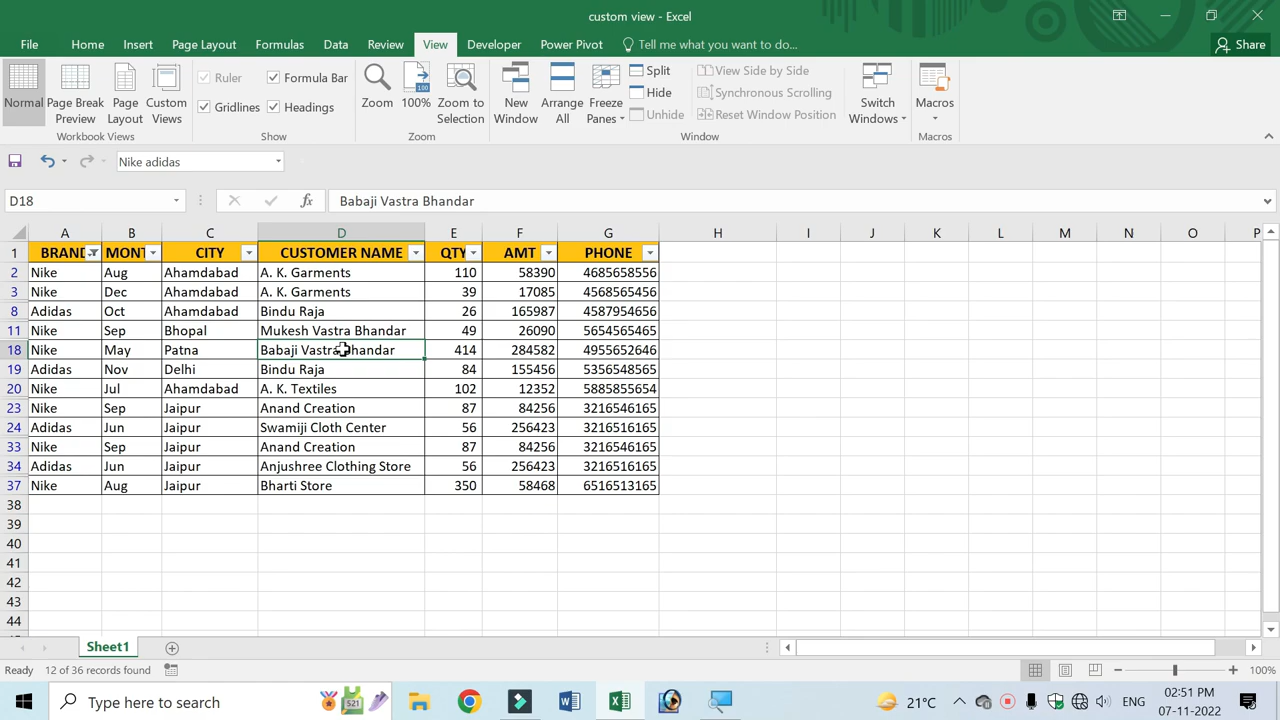 custom view - Excel
File Home Insert Page Layout Formulas Data Review View Developer Power Pivot Tell me what you want to do... Share
Normal
Page Break
Preview
Page
Layout
Custom
Views
Ruler
Formula Bar
Gridlines
Headings
Zoom
100
100%
Zoom to
Selection
New
Window
Arrange
All
Freeze
Panes
Split
Hide
Unhide
View Side by Side
Synchronous Scrolling
Reset Window Position
Switch
Windows
Macros
Workbook Views Show Zoom Window Macros
Nike adidas
D18 fx Babaji Vastra Bhandar
A B C D E F G H I J K L M N O P
1 BRAND MONT CITY CUSTOMER NAME QTY AMT PHONE
2 Nike Aug Ahamdabad A. K. Garments 110 58390 4685658556
3 Nike Dec Ahamdabad A. K. Garments 39 17085 4568565456
8 Adidas Oct Ahamdabad Bindu Raja 26 165987 4587954656
11 Nike Sep Bhopal Mukesh Vastra Bhandar 49 26090 5654565465
18 Nike May Patna Babaji Vastra Bhandar 414 284582 4955652646
19 Adidas Nov Delhi Bindu Raja 84 155456 5356548565
20 Nike Jul Ahamdabad A. K. Textiles 102 12352 5885855654
23 Nike Sep Jaipur Anand Creation 87 84256 3216546165
24 Adidas Jun Jaipur Swamiji Cloth Center 56 256423 3216516165
33 Nike Sep Jaipur Anand Creation 87 84256 3216546165
34 Adidas Jun Jaipur Anjushree Clothing Store 56 256423 3216516165
37 Nike Aug Jaipur Bharti Store 350 58468 6516513165
38
39
40
41
42
43
44
Sheet1
Ready 12 of 36 records found 100%
Type here to search 21°C ENG 02:51 PM
07-11-2022